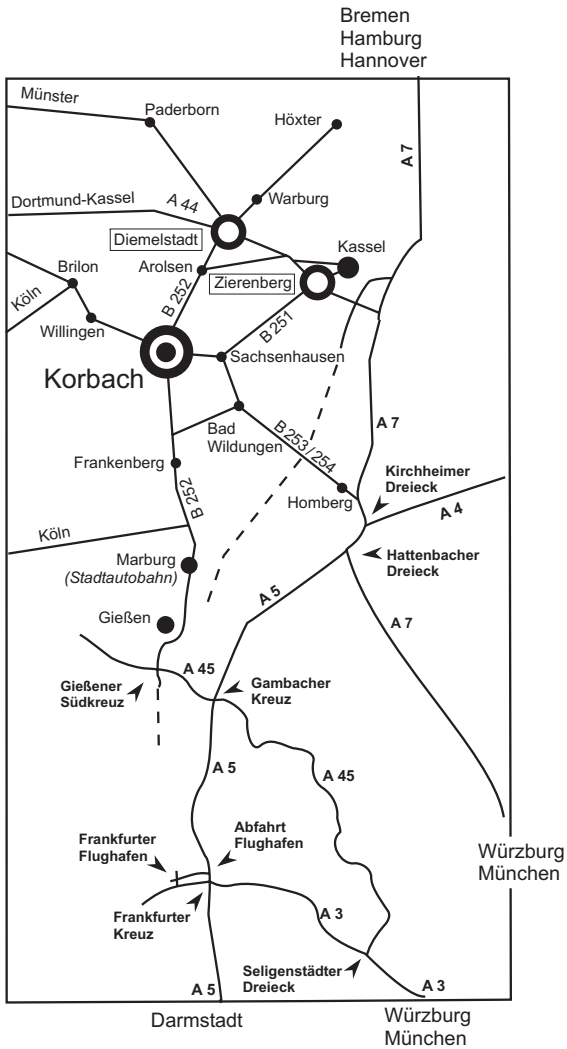 Bremen
Hamburg
Hannover
Münster
Paderborn
Höxter
A 7
Dortmund-Kassel
A 44
Warburg
Diemelstadt
Kassel
Arolsen
Zierenberg
Brilon
Köln
B 252
B 251
Willingen
Sachsenhausen
Korbach
A 7
Bad
Wildungen
B 253/254
Frankenberg
Kirchheimer
Dreieck
Homberg
B 252
A 4
Köln
Marburg
(Stadtautobahn)
Hattenbacher
Dreieck
A 5
Gießen
A 7
A 45
Gießener
Südkreuz
Gambacher
Kreuz
A 5
A 45
Frankfurter
Flughafen
Abfahrt
Flughafen
Würzburg
München
Frankfurter
Kreuz
A 3
Seligenstädter
Dreieck
A 5
A 3
Darmstadt
Würzburg
München